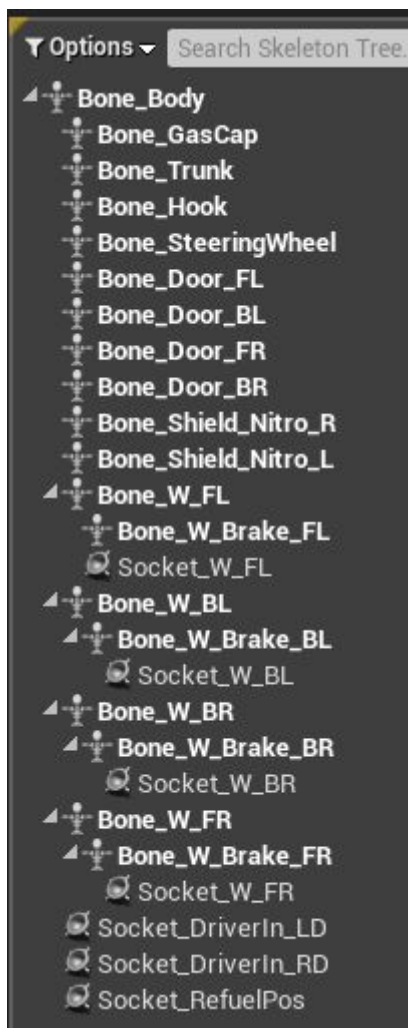 Options Search Skeleton Tree.
Bone_Body
Bone_GasCap
Bone_Trunk
Bone_Hook
Bone_SteeringWheel
Bone_Door_FL
Bone_Door_BL
Bone_Door_FR
Bone_Door_BR
Bone_Shield_Nitro_R
Bone_Shield_Nitro_L
Bone_W_FL
Bone_W_Brake_FL
Socket_W_FL
Bone_W_BL
Bone_W_Brake_BL
Socket_W_BL
Bone_W_BR
Bone_W_Brake_BR
Socket_W_BR
Bone_W_FR
Bone_W_Brake_FR
Socket_W_FR
Socket_DriverIn_LD
Socket_DriverIn_RD
Socket_RefuelPos